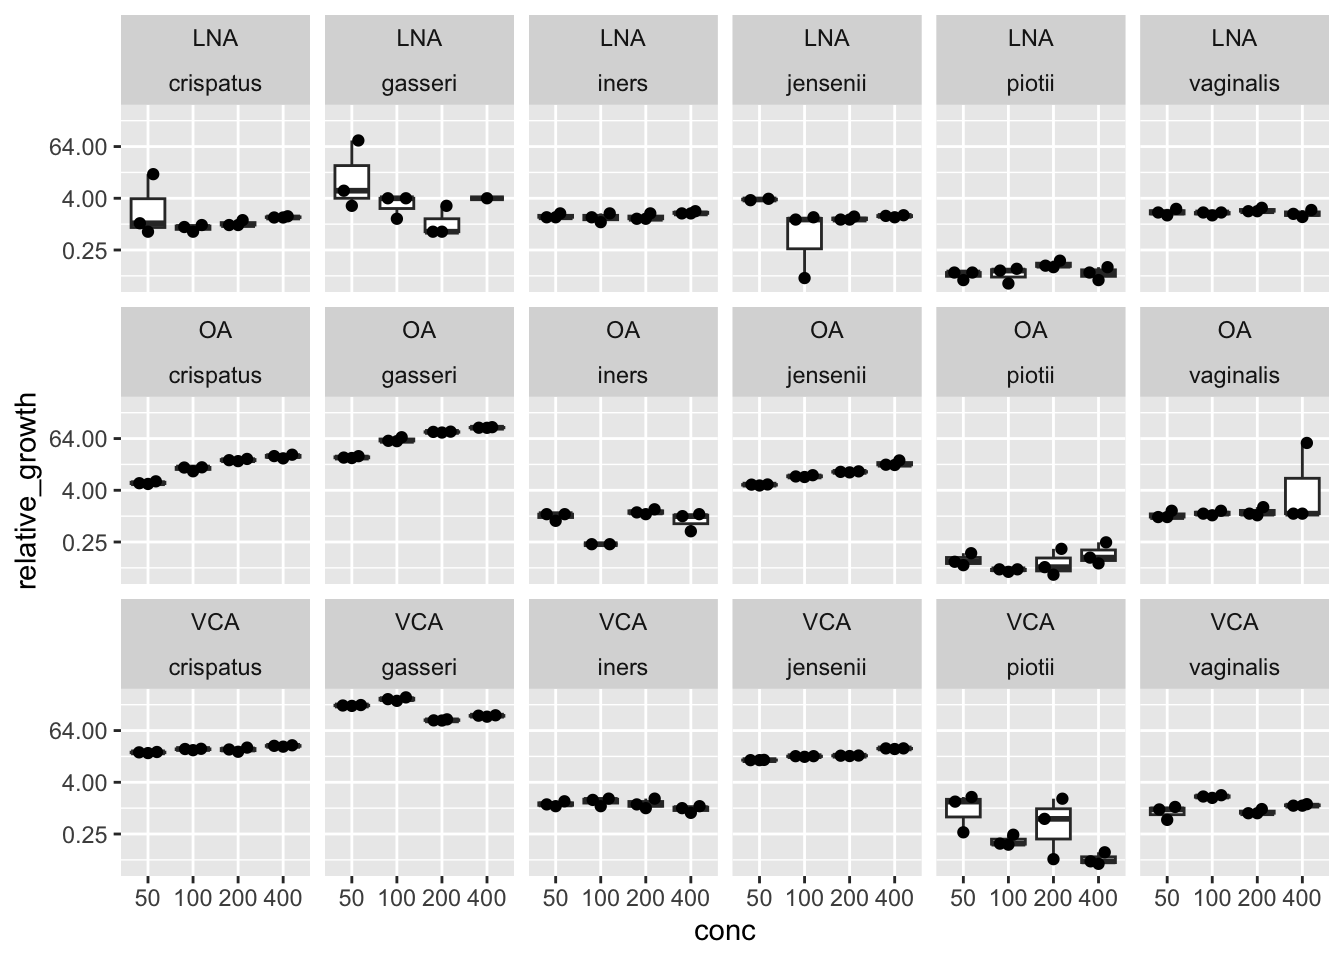 LNA LNA LNA LNA LNA LNA
crispatus gasseri iners jensenii piotii vaginalis
64.00
4.00
0.25
OA OA OA OA OA OA
crispatus gasseri iners jensenii piotii vaginalis
64.00
4.00
0.25
relative_growth
VCA VCA VCA VCA VCA VCA
crispatus gasseri iners jensenii piotii vaginalis
64.00
4.00
0.25
50 100 200 400 50 100 200 400 50 100 200 400 50 100 200 400 50 100 200 400 50 100 200 400
conc